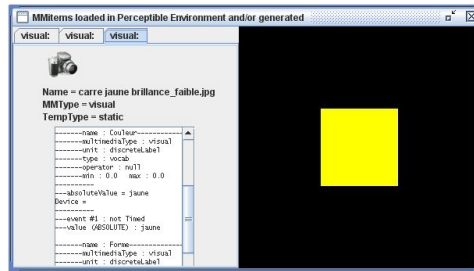 MMitems loaded in Perceptible Environment and/or generated
visual: visual: visual:
Name = carre jaune brillance_faible.jpg
MMType = visual
TempType = static
-------name : Couleur------------
-------multimediaType : visual
-------unit : discreteLabel
-------type : vocab
-------operator : null
-------min : 0.0 max : 0.0
----------
---absoluteValue = jaune
Device =
----------
---event #1 : not Timed
---value (ABSOLUTE) : jaune
-------name : Forme--------------
-------multimediaType : visual
-------unit : discreteLabel